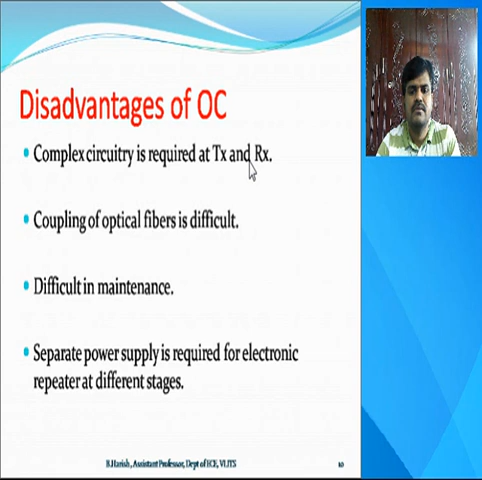 Disadvantages of OC
Complex circuitry is required at Tx and Rx.
Coupling of optical fibers is difficult.
Difficult in maintenance.
Separate power supply is required for electronic
repeater at different stages.
B.Harish , Assistant Professor, Dept of ECE, VLITS
10